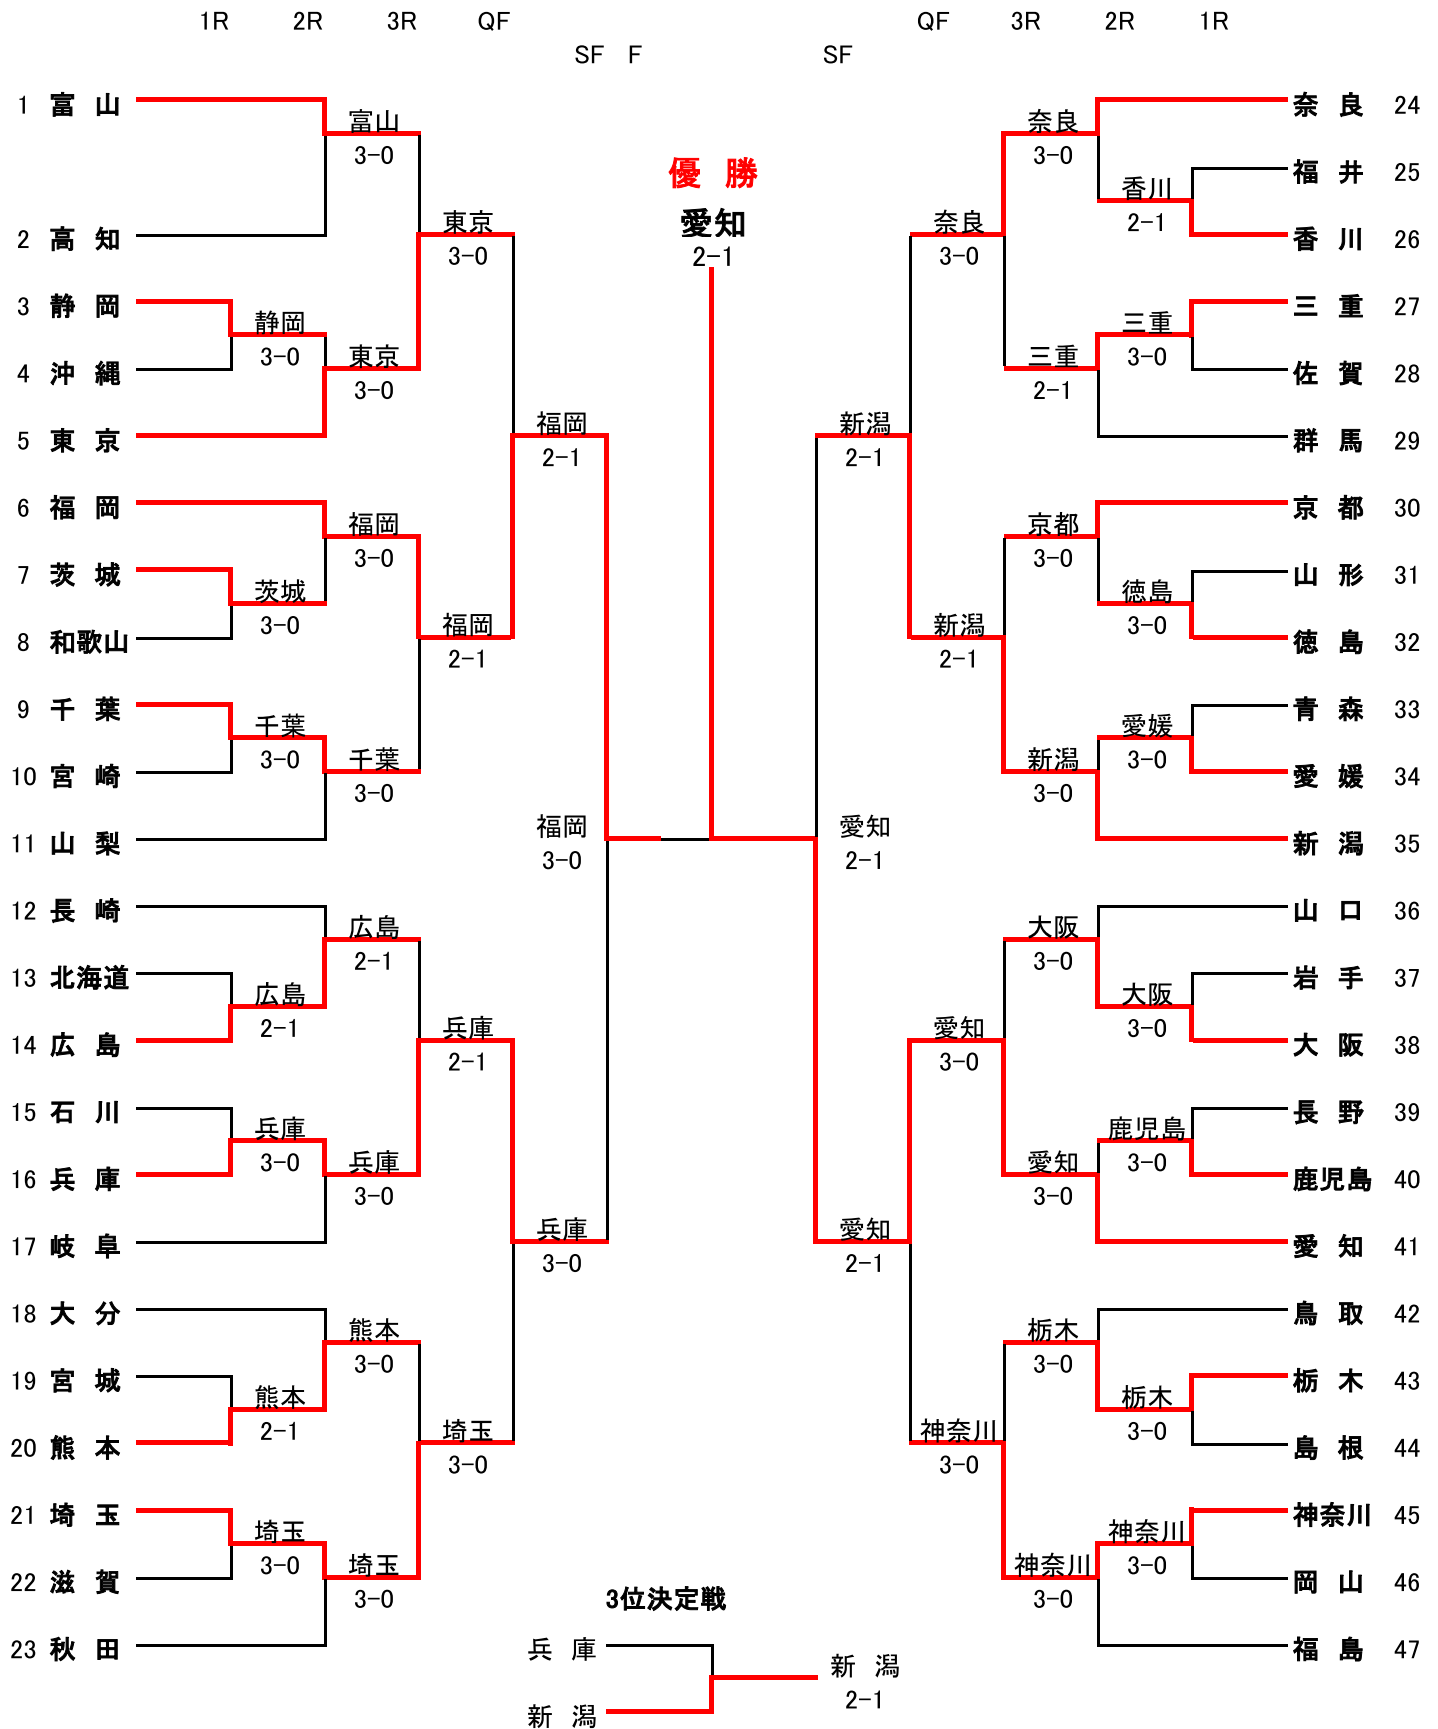 1R 2R 3R QF QF 3R 2R 1R
SF F SF
1 富山 富山 奈良 奈良 24
3-0 3-0
優勝 福井 25
香川
愛知 2-1
2 高知 東京 奈良 香川 26
3-0 2-1 3-0
3 静岡 静岡 三重 三重 27
3-0 東京 三重 3-0
4 沖縄 3-0 2-1 佐賀 28
5 東京 福岡 新潟 群馬 29
2-1 2-1
6 福岡 福岡 京都 京都 30
3-0 3-0
7 茨城 茨城 徳島 山形 31
3-0 3-0
8 和歌山 福岡 新潟 徳島 32
2-1 2-1
9 千葉 千葉 愛媛 青森 33
3-0 千葉 新潟 3-0
10 宮崎 3-0 3-0 愛媛 34
11 山梨 福岡 愛知 新潟 35
3-0 2-1
12 長崎 広島 大阪 山口 36
2-1 3-0
13 北海道 広島 大阪 岩手 37
2-1 3-0
14 広島 兵庫 愛知 大阪 38
2-1 3-0
15 石川 兵庫 鹿児島 長野 39
3-0 兵庫 愛知 3-0
16 兵庫 3-0 3-0 鹿児島 40
17 岐阜 兵庫 愛知 愛知 41
3-0 2-1
18 大分 熊本 栃木 鳥取 42
3-0 3-0
19 宮城 熊本 栃木 栃木 43
2-1 3-0
20 熊本 埼玉 神奈川 島根 44
3-0 3-0
21 埼玉 埼玉 神奈川 神奈川 45
3-0 埼玉 神奈川 3-0
22 滋賀 3-0 3-0 岡山 46
3位決定戦
23 秋田 兵庫 福島 47
新潟
2-1
新潟